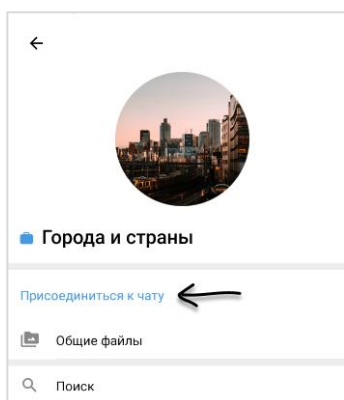 Города и страны
Присоединиться к чату
Общие файлы
Поиск